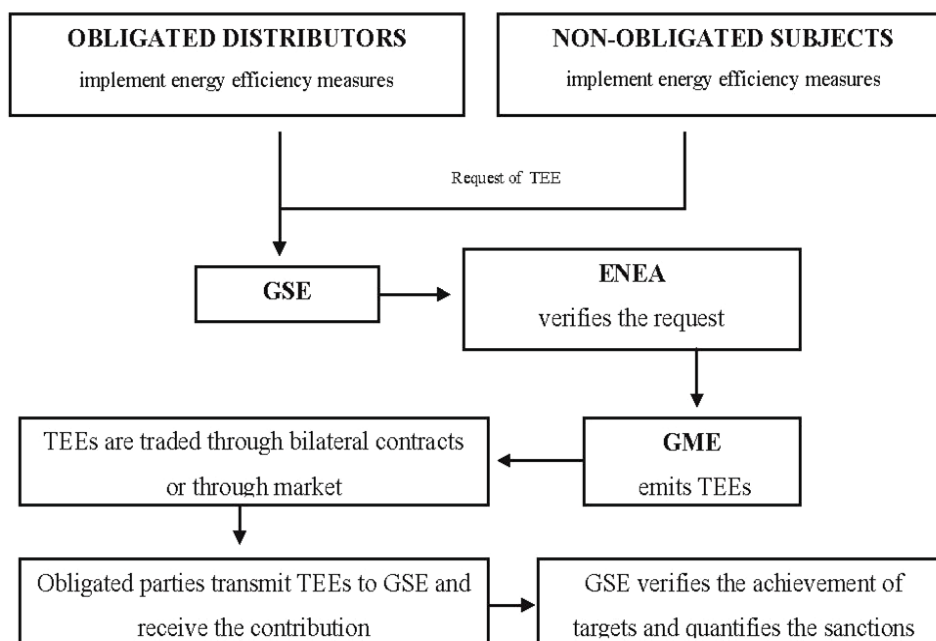 OBLIGATED DISTRIBUTORS
implement energy efficiency measures
NON-OBLIGATED SUBJECTS
implement energy efficiency measures
Request of TEE
GSE
ENEA
verifies the request
TEEs are traded through bilateral contracts
or through market
GME
emits TEEs
Obligated parties transmit TEEs to GSE and
receive the contribution
GSE verifies the achievement of
targets and quantifies the sanctions